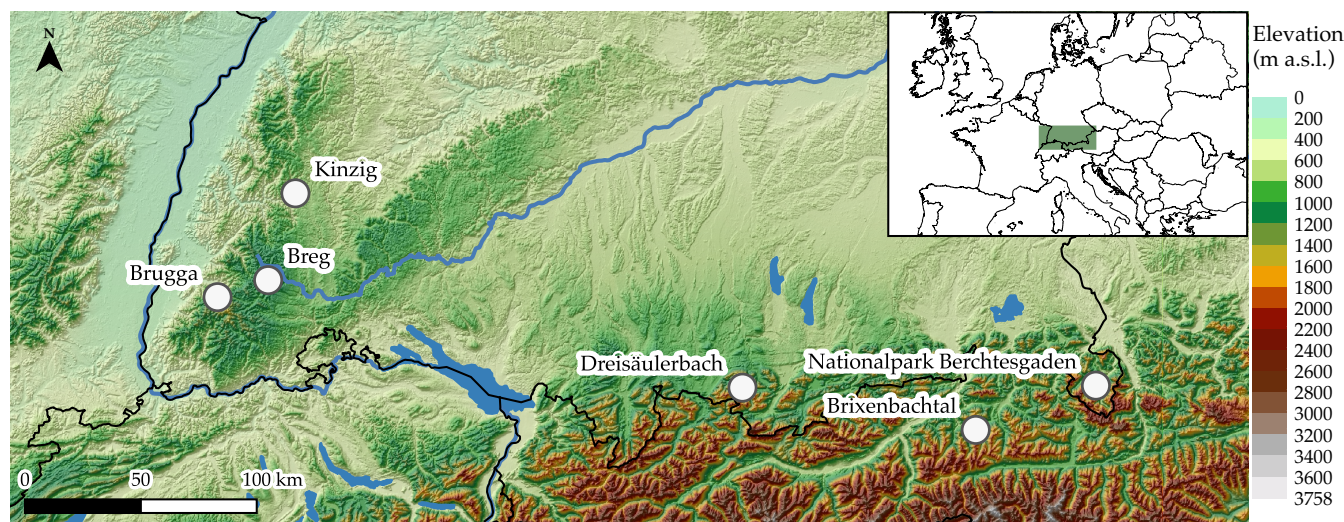 N
Kinzig
Breg
Brugga
Dreisäulerbach
Nationalpark Berchtesgaden
Brixenbachtal
0 50 100 km
Elevation
(m a.s.l.)
0
200
400
600
800
1000
1200
1400
1600
1800
2000
2200
2400
2600
2800
3000
3200
3400
3600
3758